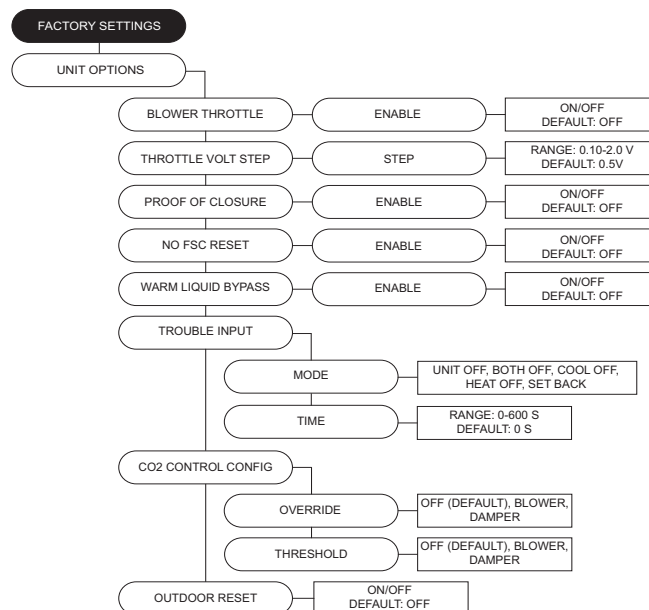 FACTORY SETTINGS
UNIT OPTIONS
BLOWER THROTTLE
ENABLE
ON/OFF
DEFAULT: OFF
THROTTLE VOLT STEP
STEP
RANGE: 0.10-2.0 V
DEFAULT: 0.5V
PROOF OF CLOSURE
ENABLE
ON/OFF
DEFAULT: OFF
NO FSC RESET
ENABLE
ON/OFF
DEFAULT: OFF
WARM LIQUID BYPASS
ENABLE
ON/OFF
DEFAULT: OFF
TROUBLE INPUT
MODE
UNIT OFF, BOTH OFF, COOL OFF,
HEAT OFF, SET BACK
TIME
RANGE: 0-600 S
DEFAULT: 0 S
CO2 CONTROL CONFIG
OVERRIDE
OFF (DEFAULT), BLOWER,
DAMPER
THRESHOLD
OFF (DEFAULT), BLOWER,
DAMPER
OUTDOOR RESET
ON/OFF
DEFAULT: OFF